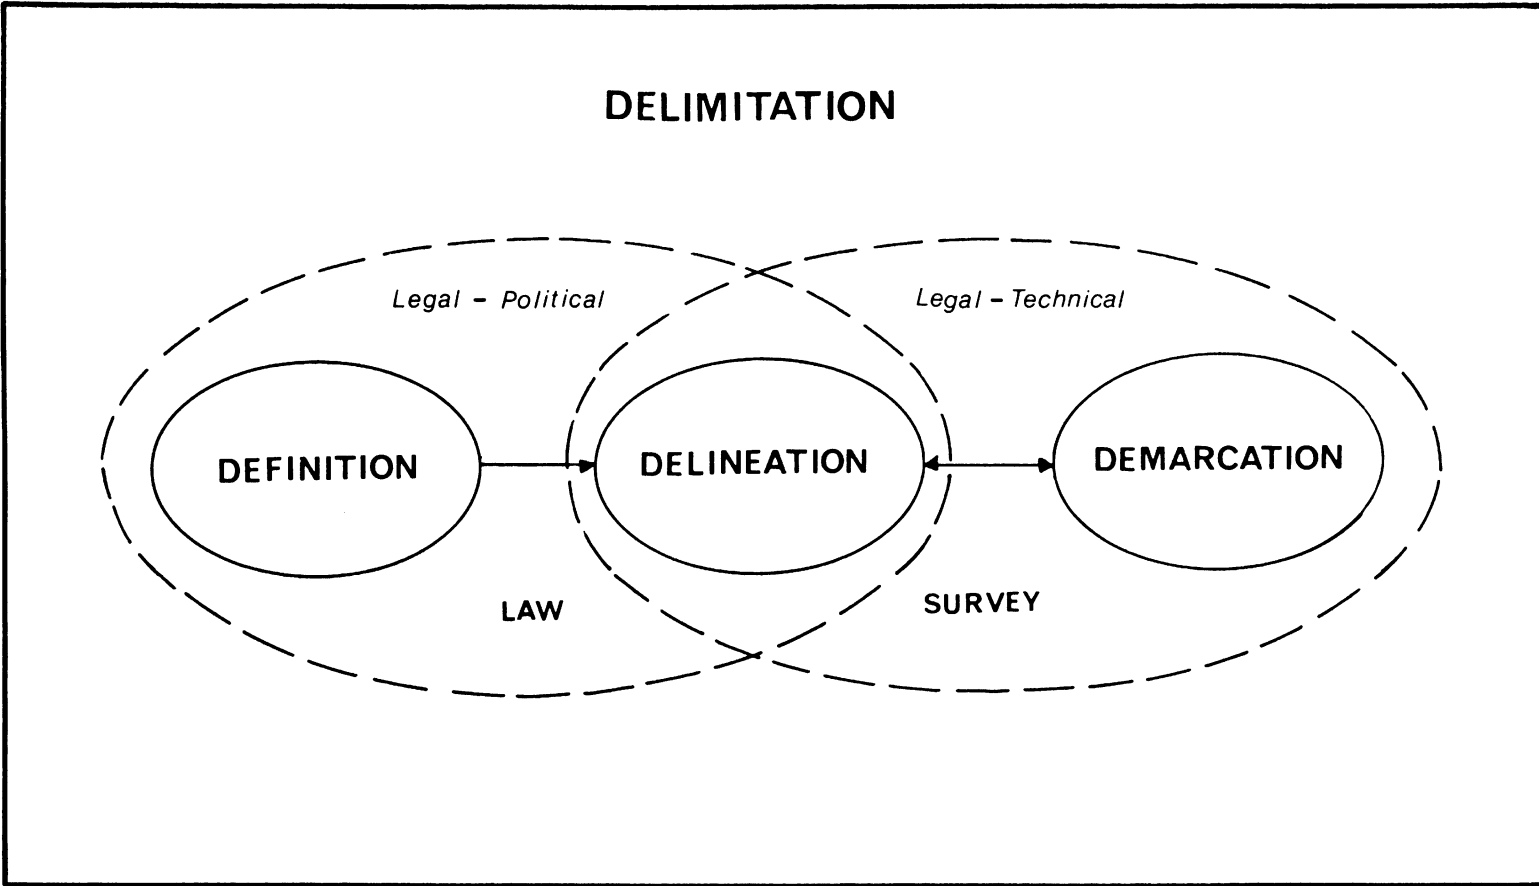 DELIMITATION
Legal - Political
Legal - Technical
DEFINITION
DELINEATION
DEMARCATION
LAW
SURVEY